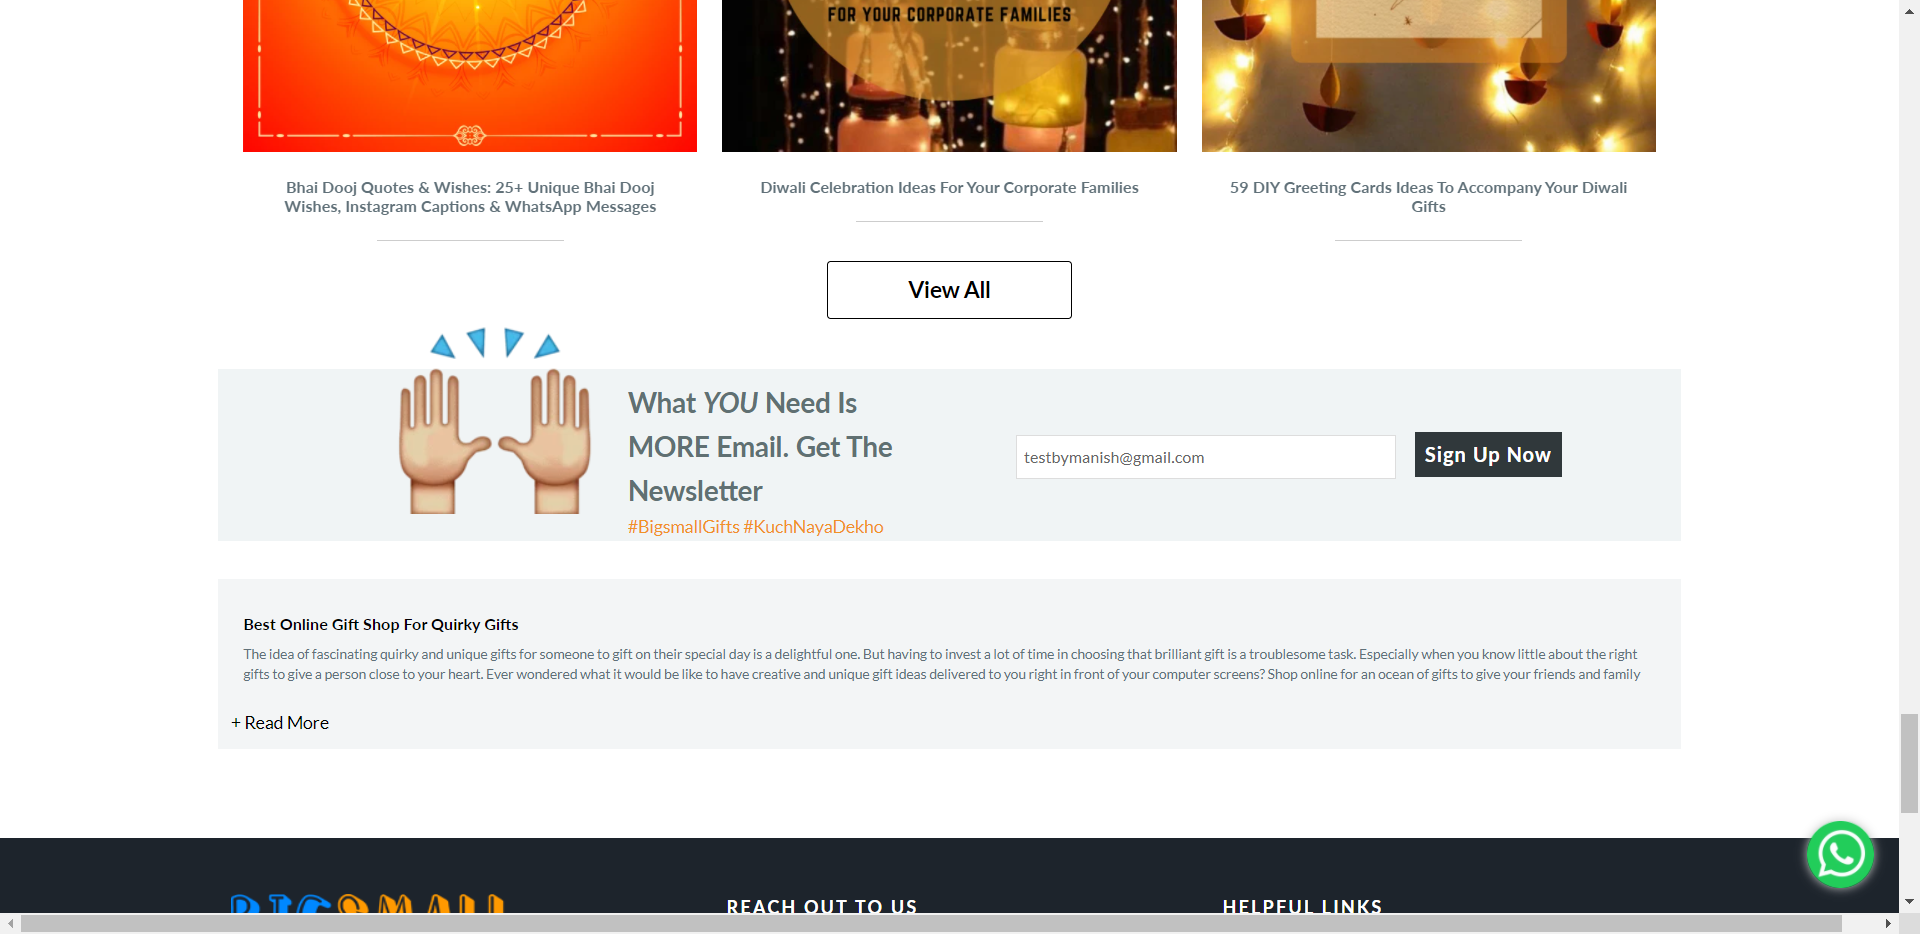 FOR YOUR CORPORATE FAMILIES
Bhai Dooj Quotes & Wishes: 25+ Unique Bhai Dooj
Wishes, Instagram Captions & WhatsApp Messages
Diwali Celebration Ideas For Your Corporate Families
59 DIY Greeting Cards Ideas To Accompany Your Diwali
Gifts
View All
What YOU Need Is
MORE Email. Get The
Newsletter
#BigsmallGifts #KuchNayaDekho
testbymanish@gmail.com
Sign Up Now
Best Online Gift Shop For Quirky Gifts
The idea of fascinating quirky and unique gifts for someone to gift on their special day is a delightful one. But having to invest a lot of time in choosing that brilliant gift is a troublesome task. Especially when you know little about the right
gifts to give a person close to your heart. Ever wondered what it would be like to have creative and unique gift ideas delivered to you right in front of your computer screens? Shop online for an ocean of gifts to give your friends and family
+ Read More
BIGSMALL
REACH OUT TO US
HELPFUL LINKS